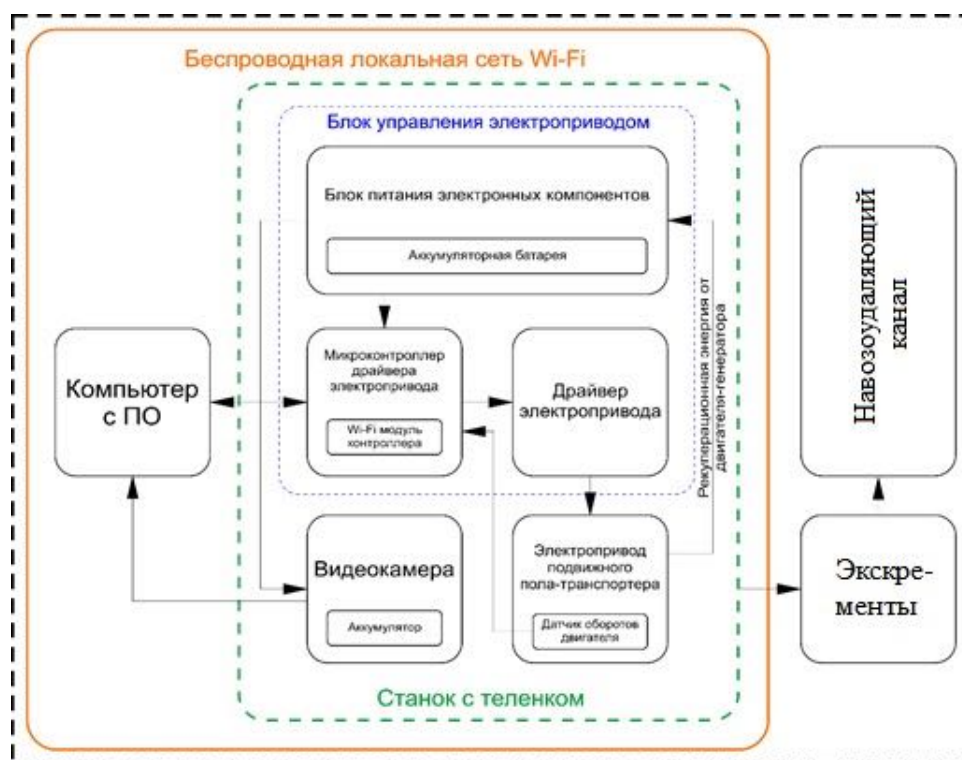 Беспроводная локальная сеть Wi-Fi
Блок управления электроприводом
Блок питания электронных компонентов
Аккумуляторная батарея
Рекуперационная энергия от
двигателя-генератора
Навозоудаляющий
канал
Компьютер
с ПО
Микроконтроллер
драйвера
электропривода
Wi-Fi модуль
контроллера
Драйвер
электропривода
Видеокамера
Аккумулятор
Электропривод
подвижного
пола-транспортера
Датчик оборотов
двигателя
Экскре-
менты
Станок с теленком